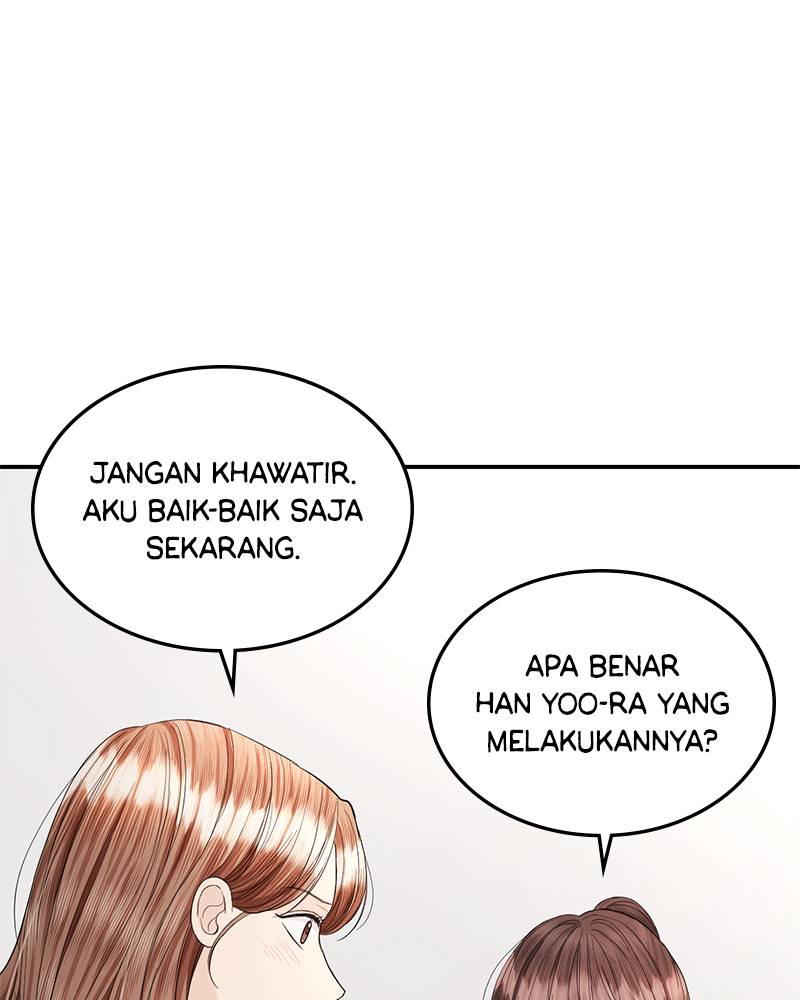 JANGAN KHAWATIR.
AKU BAIK-BAIK SAJA
SEKARANG.
APA BENAR
HAN YOO-RA YANG
MELAKUKANNYA?